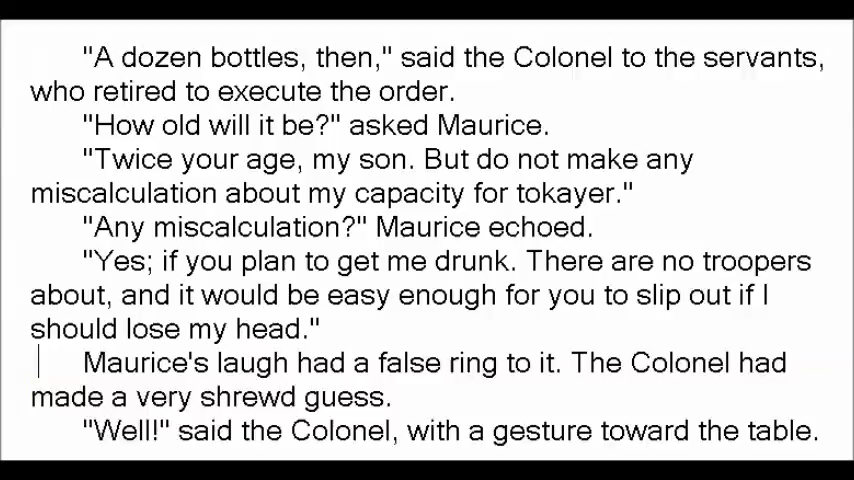 "A dozen bottles, then," said the Colonel to the servants,
who retired to execute the order.
"How old will it be?" asked Maurice.
"Twice your age, my son. But do not make any
miscalculation about my capacity for tokayer."
"Any miscalculation?" Maurice echoed.
"Yes; if you plan to get me drunk. There are no troopers
about, and it would be easy enough for you to slip out if I
should lose my head."
Maurice's laugh had a false ring to it. The Colonel had
made a very shrewd guess.
"Well!" said the Colonel, with a gesture toward the table.